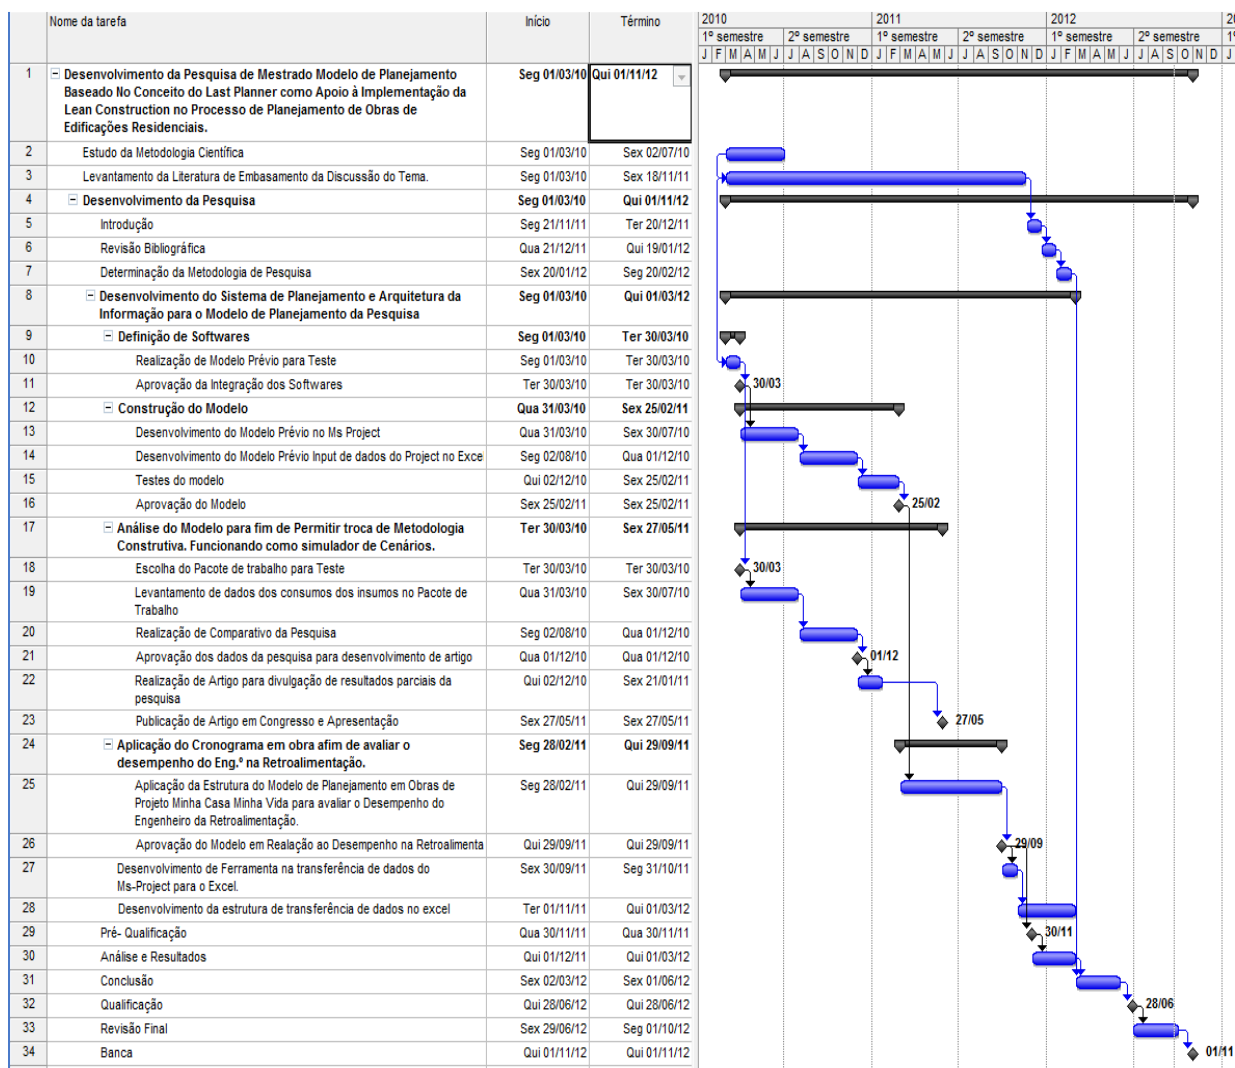 Nome da tarefa Início Término 2010 2011 2012
1º semestre 2º semestre 1º semestre 2º semestre 1º semestre 2º semestre
J F M A M J J A S O N D J F M A M J J A S O N D J F M A M J J A S O N D J
1 Desenvolvimento da Pesquisa de Mestrado Modelo de Planejamento Seg 01/03/10 Qui 01/11/12
Baseado No Conceito do Last Planner como Apoio à Implementação da
Lean Construction no Processo de Planejamento de Obras de
Edificações Residenciais.
2 Estudo da Metodologia Científica Seg 01/03/10 Sex 02/07/10
3 Levantamento da Literatura de Embasamento da Discussão do Tema. Seg 01/03/10 Sex 18/11/11
4 Desenvolvimento da Pesquisa Seg 01/03/10 Qui 01/11/12
5 Introdução Seg 21/11/11 Ter 20/12/11
6 Revisão Bibliográfica Qua 21/12/11 Qui 19/01/12
7 Determinação da Metodologia de Pesquisa Sex 20/01/12 Seg 20/02/12
8 Desenvolvimento do Sistema de Planejamento e Arquitetura da Seg 01/03/10 Qui 01/03/12
Informação para o Modelo de Planejamento da Pesquisa
9 Definição de Softwares Seg 01/03/10 Ter 30/03/10
10 Realização de Modelo Prévio para Teste Seg 01/03/10 Ter 30/03/10
11 Aprovação da Integração dos Softwares Ter 30/03/10 Ter 30/03/10 30/03
12 Construção do Modelo Qua 31/03/10 Sex 25/02/11
13 Desenvolvimento do Modelo Prévio no Ms Project Qua 31/03/10 Sex 30/07/10
14 Desenvolvimento do Modelo Prévio Input de dados do Project no Exce Seg 02/08/10 Qua 01/12/10
15 Testes do modelo Qui 02/12/10 Sex 25/02/11
16 Aprovação do Modelo Sex 25/02/11 Sex 25/02/11 25/02
17 Análise do Modelo para fim de Permitir troca de Metodologia Ter 30/03/10 Sex 27/05/11
Construtiva. Funcionando como simulador de Cenários.
18 Escolha do Pacote de trabalho para Teste Ter 30/03/10 Ter 30/03/10 30/03
19 Levantamento de dados dos consumos dos insumos no Pacote de Qua 31/03/10 Sex 30/07/10
Trabalho
20 Realização de Comparativo da Pesquisa Seg 02/08/10 Qua 01/12/10
21 Aprovação dos dados da pesquisa para desenvolvimento de artigo Qua 01/12/10 Qua 01/12/10 01/12
22 Realização de Artigo para divulgação de resultados parciais da Qui 02/12/10 Sex 21/01/11
pesquisa
23 Publicação de Artigo em Congresso e Apresentação Sex 27/05/11 Sex 27/05/11 27/05
24 Aplicação do Cronograma em obra afim de avaliar o Seg 28/02/11 Qui 29/09/11
desempenho do Eng.º na Retroalimentação.
25 Aplicação da Estrutura do Modelo de Planejamento em Obras de Seg 28/02/11 Qui 29/09/11
Projeto Minha Casa Minha Vida para avaliar o Desempenho do
Engenheiro da Retroalimentação.
26 Aprovação do Modelo em Realação ao Desempenho na Retroalimenta Qui 29/09/11 Qui 29/09/11 29/09
27 Desenvolvimento de Ferramenta na transferência de dados do Sex 30/09/11 Seg 31/10/11
Ms-Project para o Excel.
28 Desenvolvimento da estrutura de transferência de dados no excel Ter 01/11/11 Qui 01/03/12
29 Pré- Qualificação Qua 30/11/11 Qua 30/11/11 30/11
30 Análise e Resultados Qui 01/12/11 Qui 01/03/12
31 Conclusão Sex 02/03/12 Sex 01/06/12
32 Qualificação Qui 28/06/12 Qui 28/06/12 28/06
33 Revisão Final Sex 29/06/12 Seg 01/10/12
34 Banca Qui 01/11/12 Qui 01/11/12 01/11